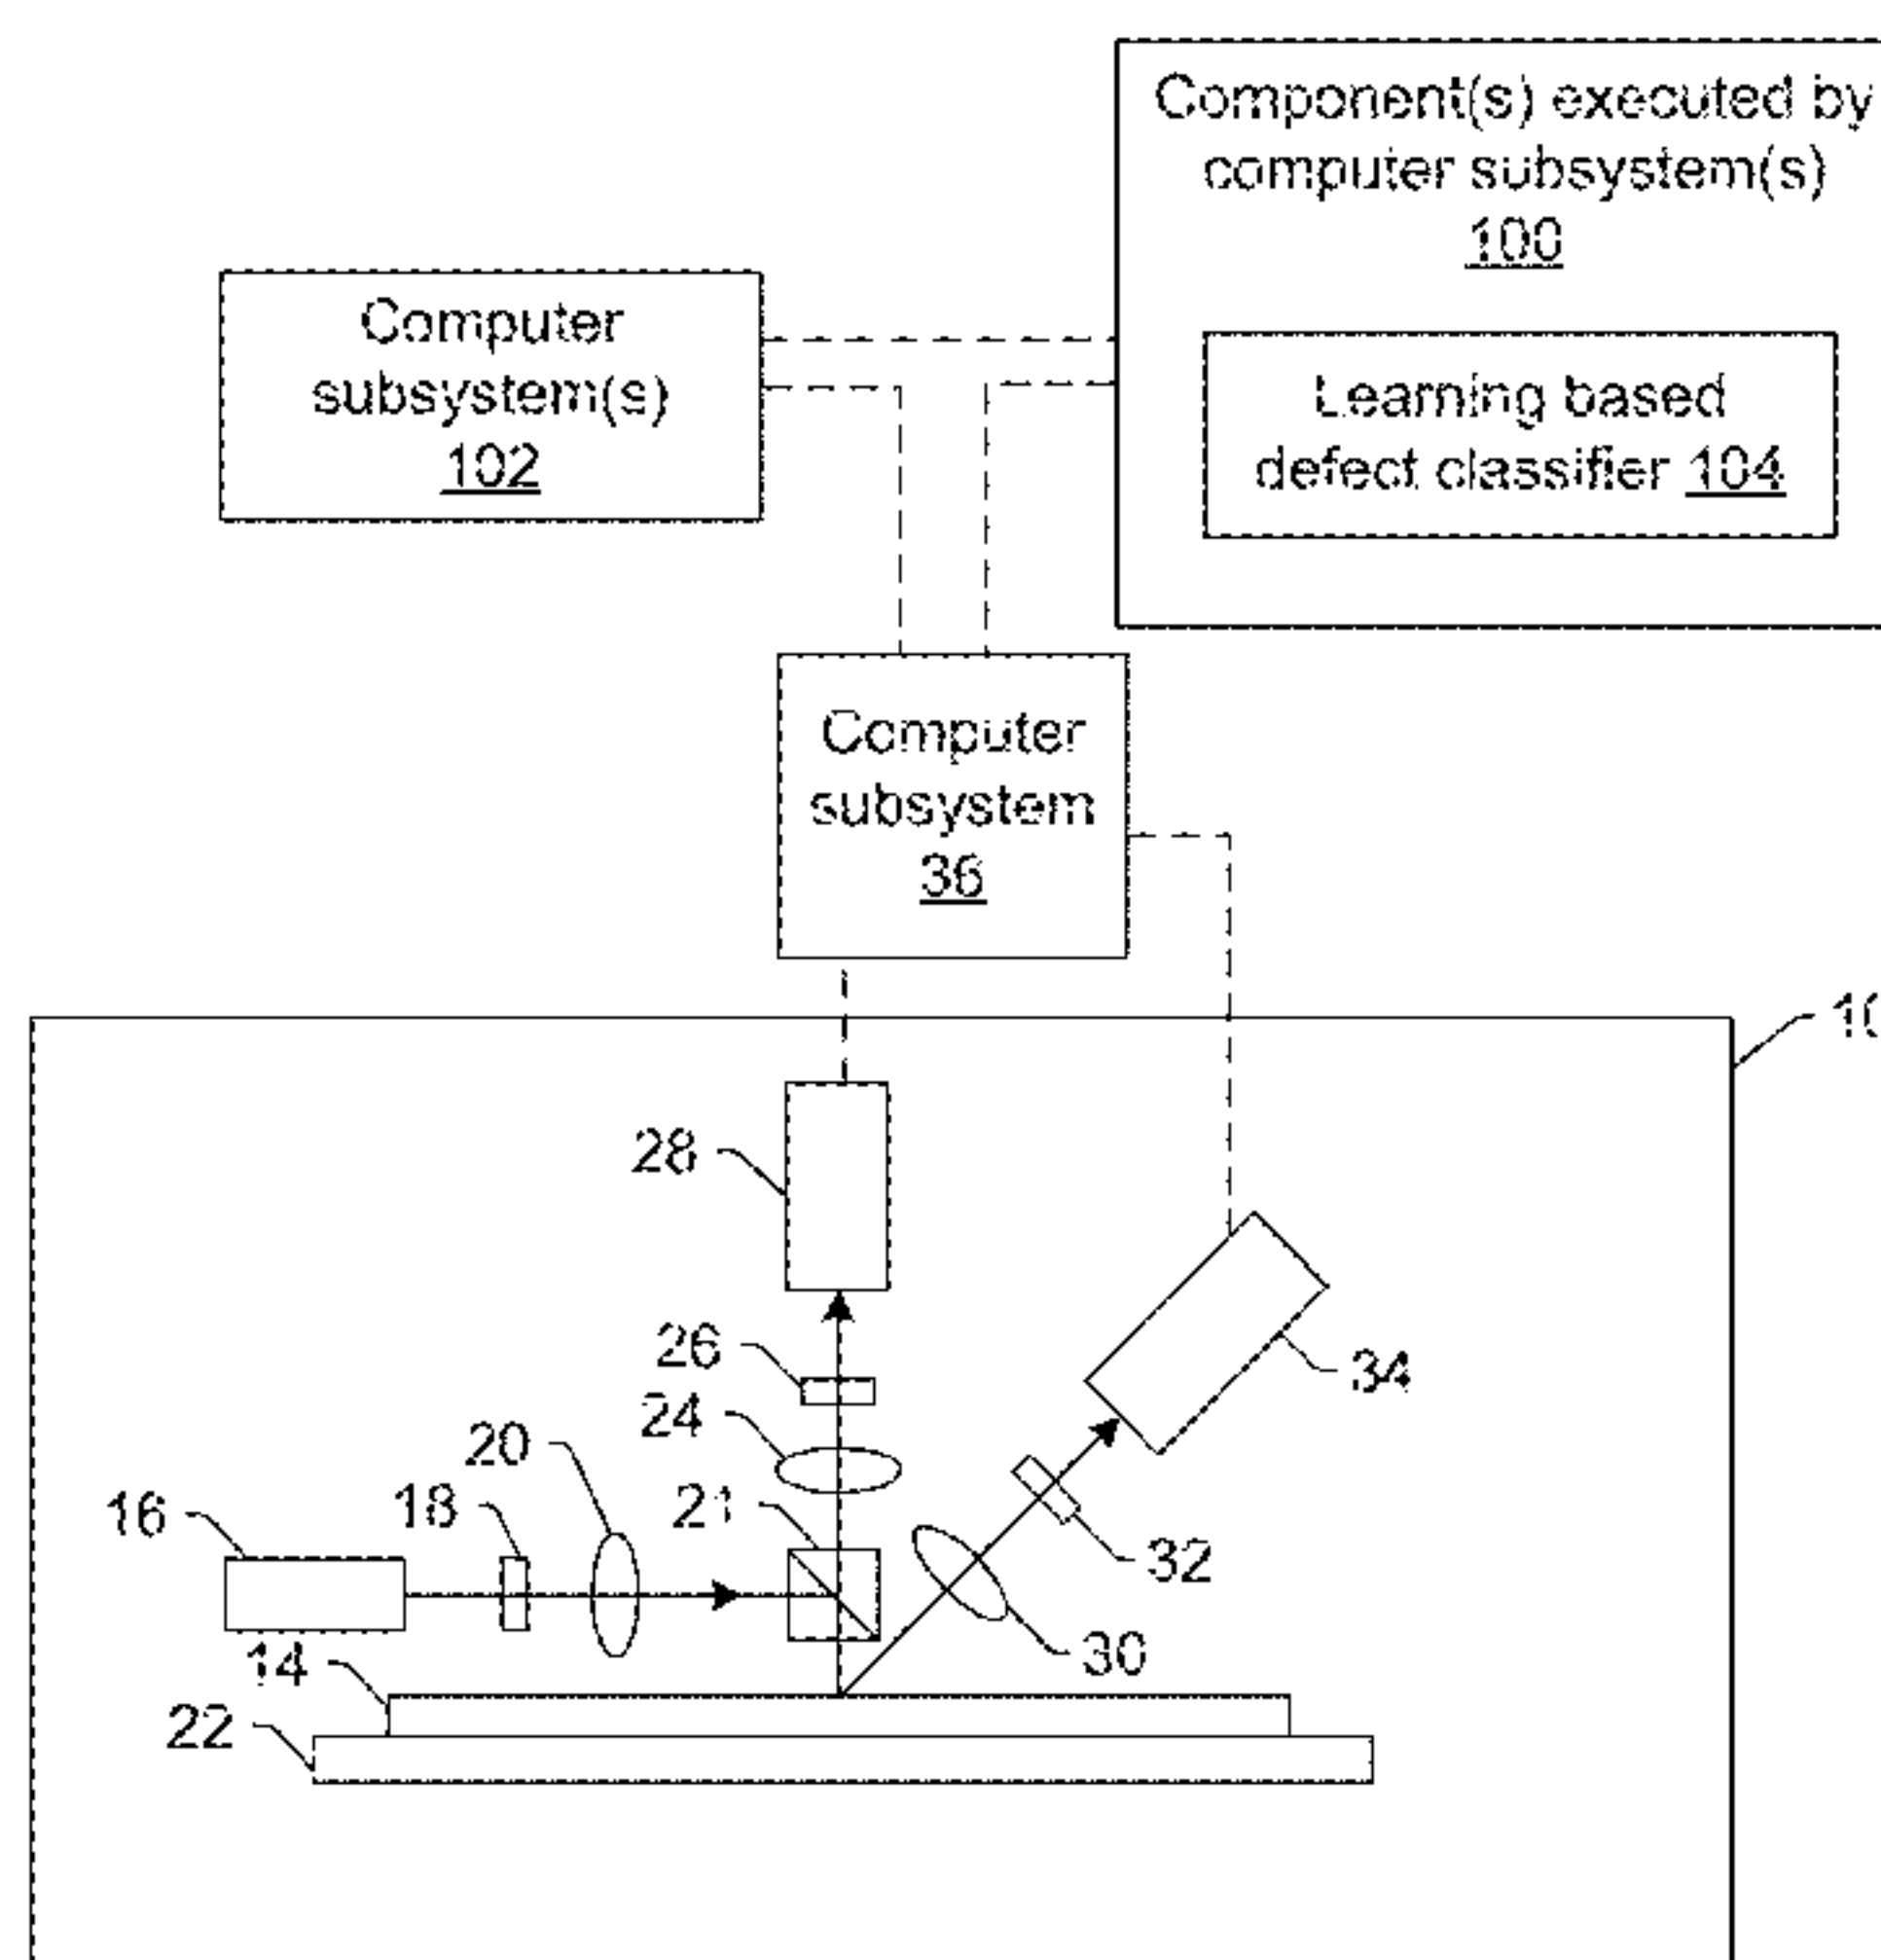 Component(s) executed by
computer subsystem(s)
100
Computer
subsystem(s)
102
Learning based
defect classifier 104
Computer
subsystem
36
28
26
34
24
20
21
16
18
32
30
14
22